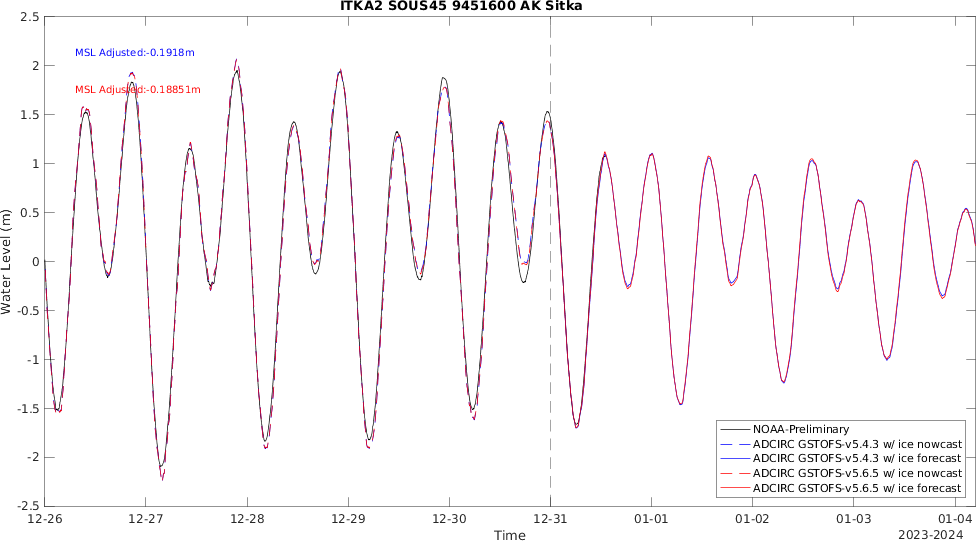 ITKA2 SOUS45 9451600 AK Sitka
2.5
2
1.5
1
0.5
0
-0.5
-1
-1.5
-2
-2.5
Water Level (m)
MSL Adjusted:-0.1918m
MSL Adjusted:-0.18851m
NOAA-Preliminary
ADCIRC GSTOFS-v5.4.3 w/ ice nowcast
ADCIRC GSTOFS-v5.4.3 w/ ice forecast
ADCIRC GSTOFS-v5.6.5 w/ ice nowcast
ADCIRC GSTOFS-v5.6.5 w/ ice forecast
12-26 12-27 12-28 12-29 12-30 12-31 01-01 01-02 01-03 01-04
Time
2023-2024